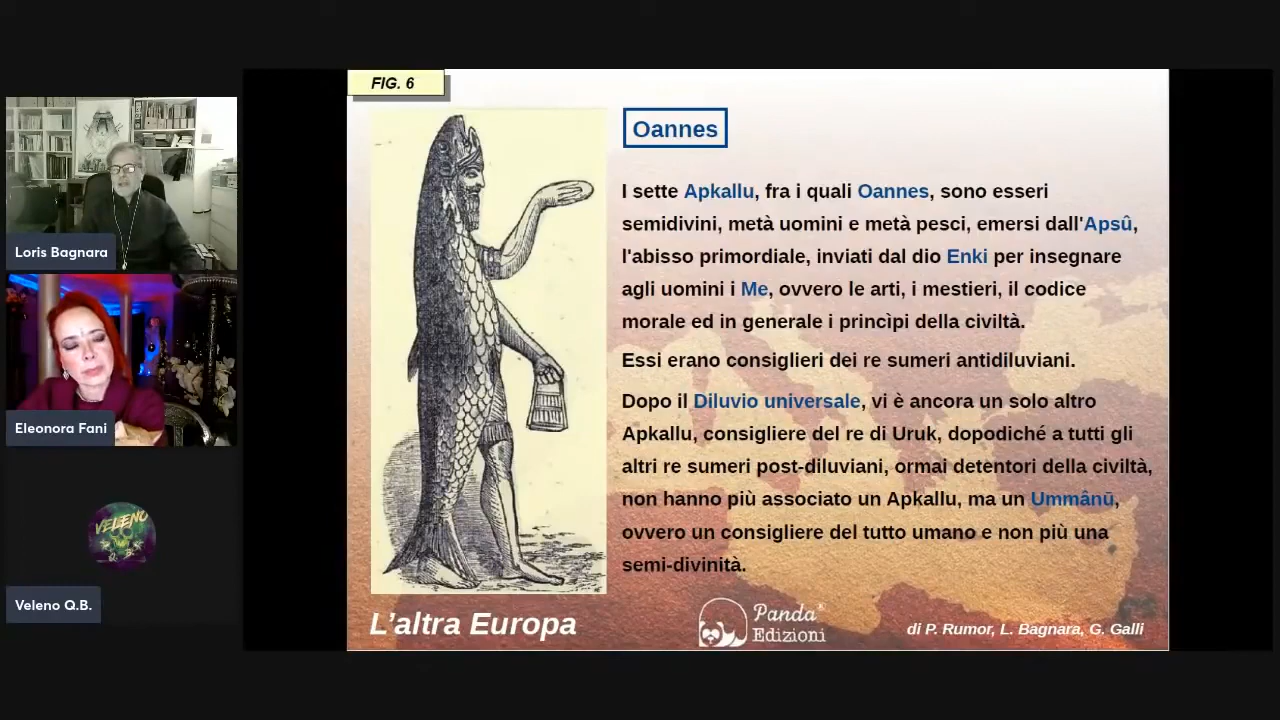 FIG. 6
Oannes
I sette Apkallu, fra i quali Oannes, sono esseri
semidivini, metà uomini e metà pesci, emersi dall'Apsû,
l'abisso primordiale, inviati dal dio Enki per insegnare
agli uomini i Me, ovvero le arti, i mestieri, il codice
morale ed in generale i princìpi della civiltà.
Essi erano consiglieri dei re sumeri antidiluviani.
Dopo il Diluvio universale, vi è ancora un solo altro
Apkallu, consigliere del re di Uruk, dopodiché a tutti gli
altri re sumeri post-diluviani, ormai detentori della civiltà,
non hanno più associato un Apkallu, ma un Ummânū,
ovvero un consigliere del tutto umano e non più una
semi-divinità.
L'altra Europa
Panda®
Edizioni
di P. Rumor, L. Bagnara, G. Galli
Loris Bagnara
Eleonora Fani
VELENO
Q.B.
Veleno Q.B.